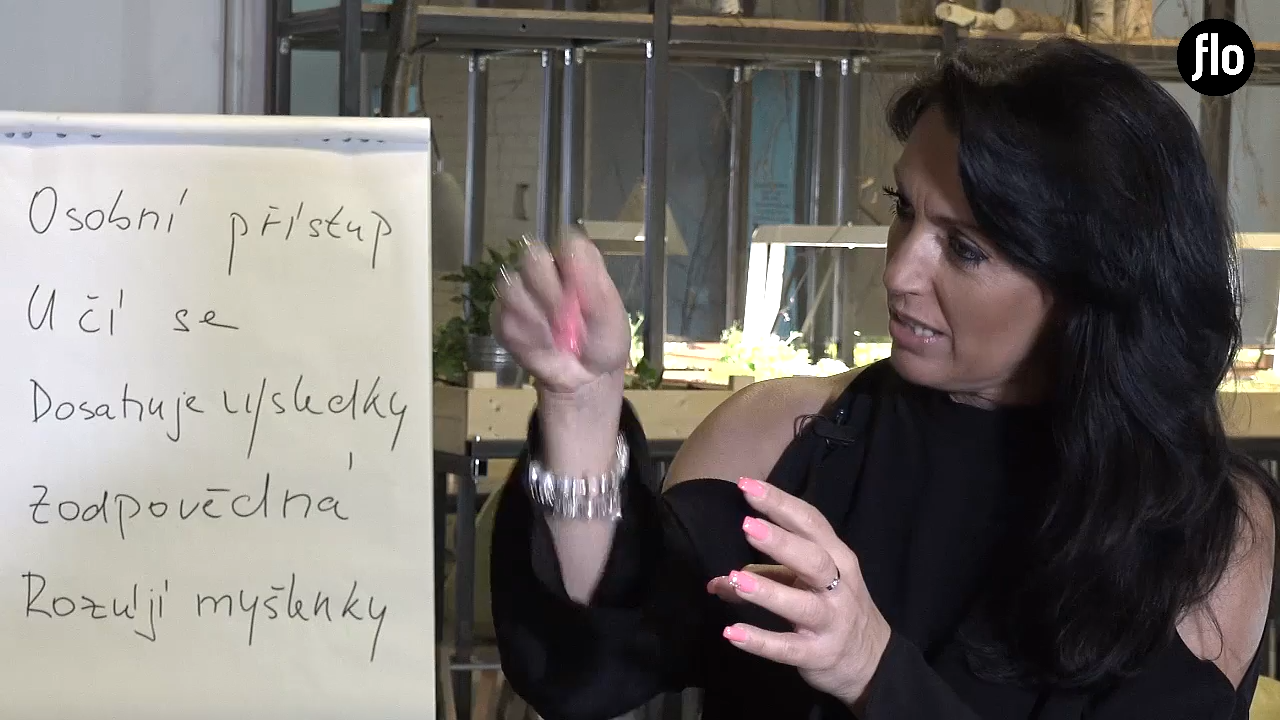 flo
Osobní přístup
Učí se
Dosahuje výsledky
Zodpovědná
Rozvíjí myšlenky